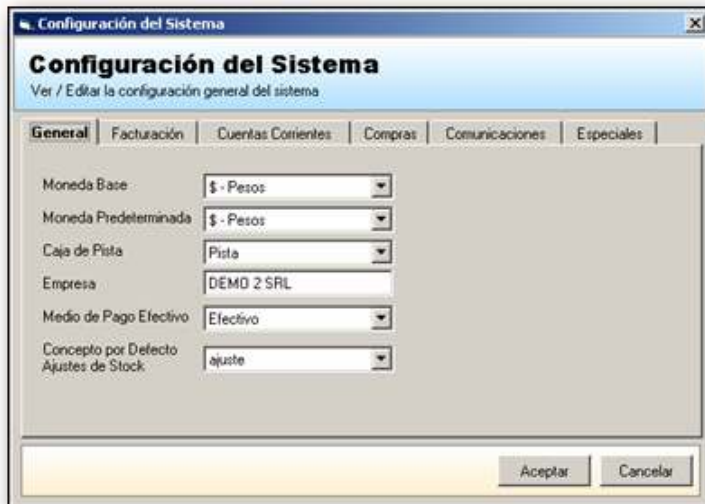 Configuración del Sistema
Configuración del Sistema
Ver / Editar la configuración general del sistema
General Facturación Cuentas Corrientes Compras Comunicaciones Especiales
Moneda Base $ - Pesos
Moneda Predeterminada $ - Pesos
Caja de Pista Pista
Empresa DEMO 2 SRL
Medio de Pago Efectivo Efectivo
Concepto por Defecto
Ajustes de Stock ajuste
Aceptar Cancelar